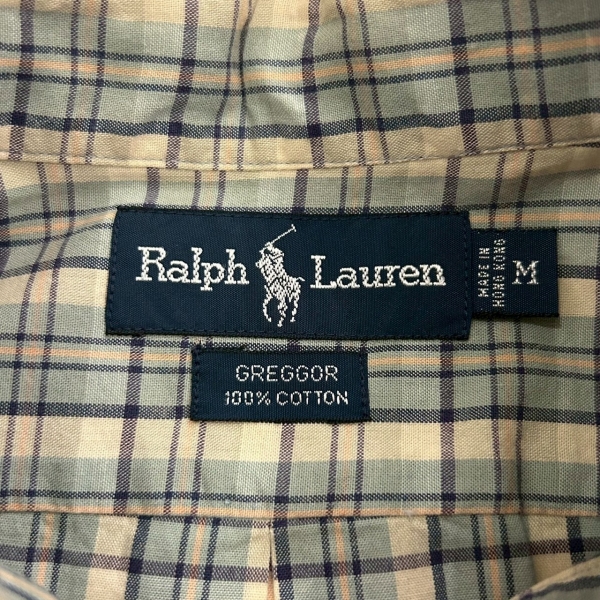 Ralph Lauren
MADE IN
HONG KONG
M
GREGGOR
100% COTTON